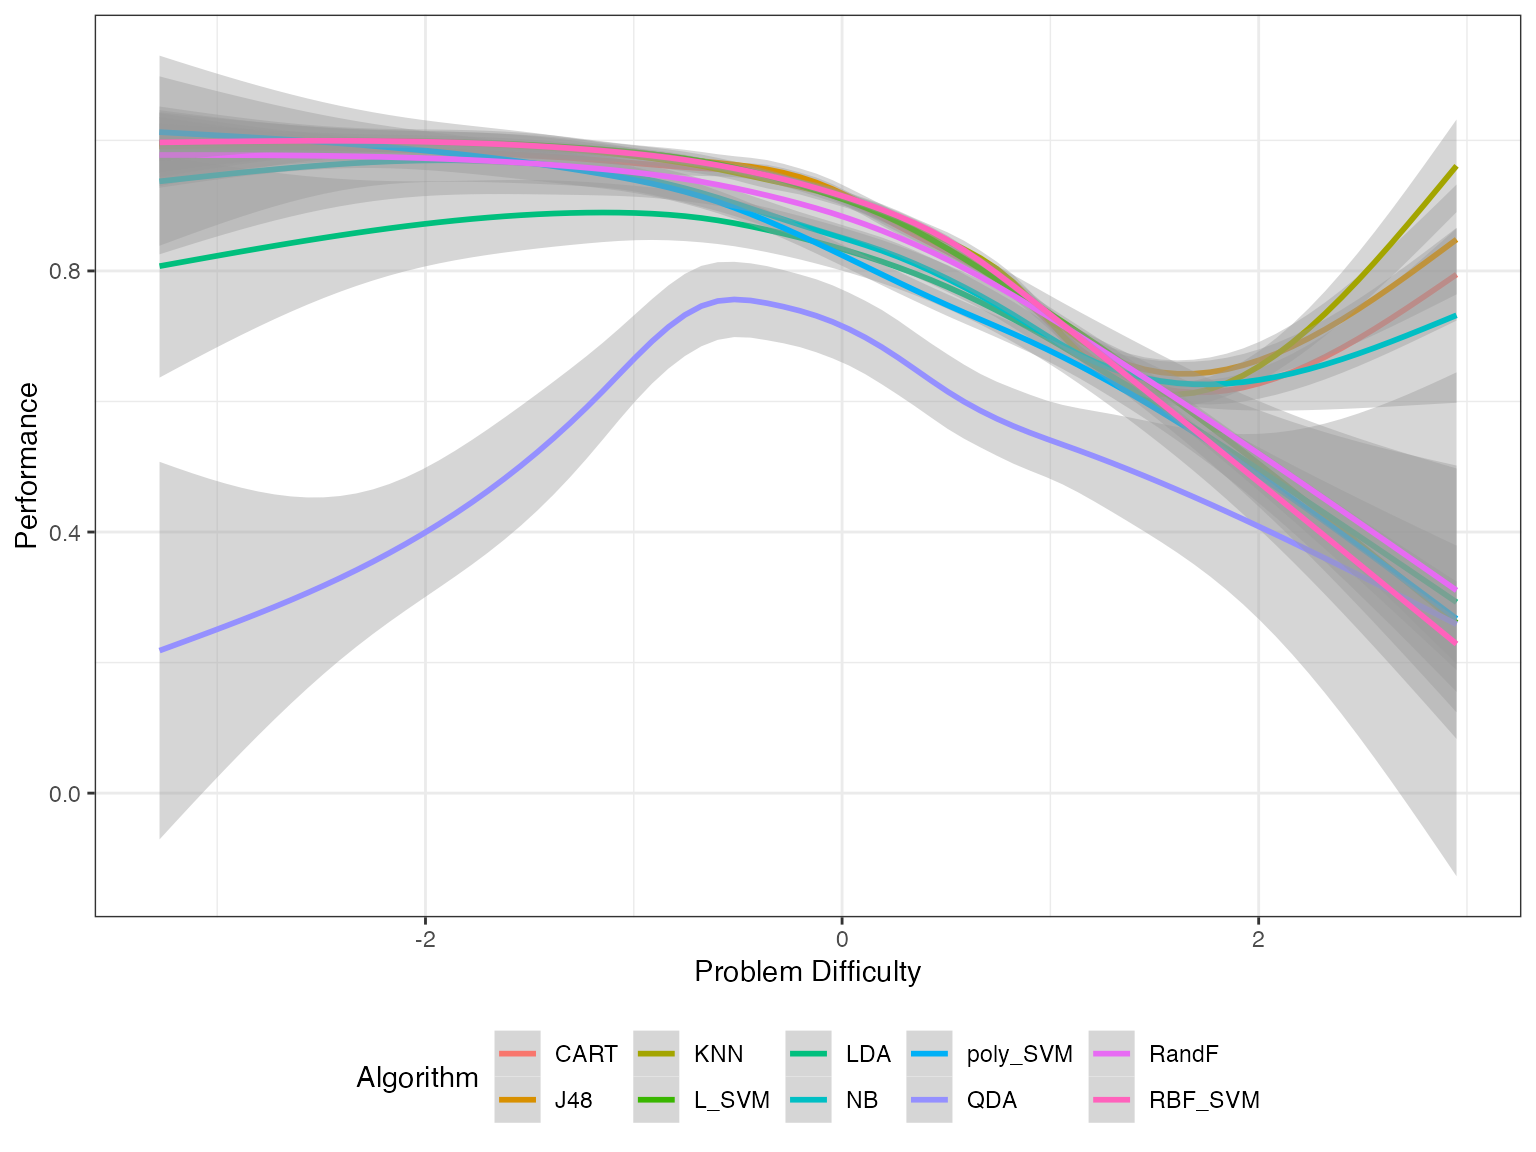 Performance
0.8
0.4
0.0
-2 0 2
Problem Difficulty
Algorithm
CART KNN LDA poly_SVM RandF
J48 L_SVM NB QDA RBF_SVM